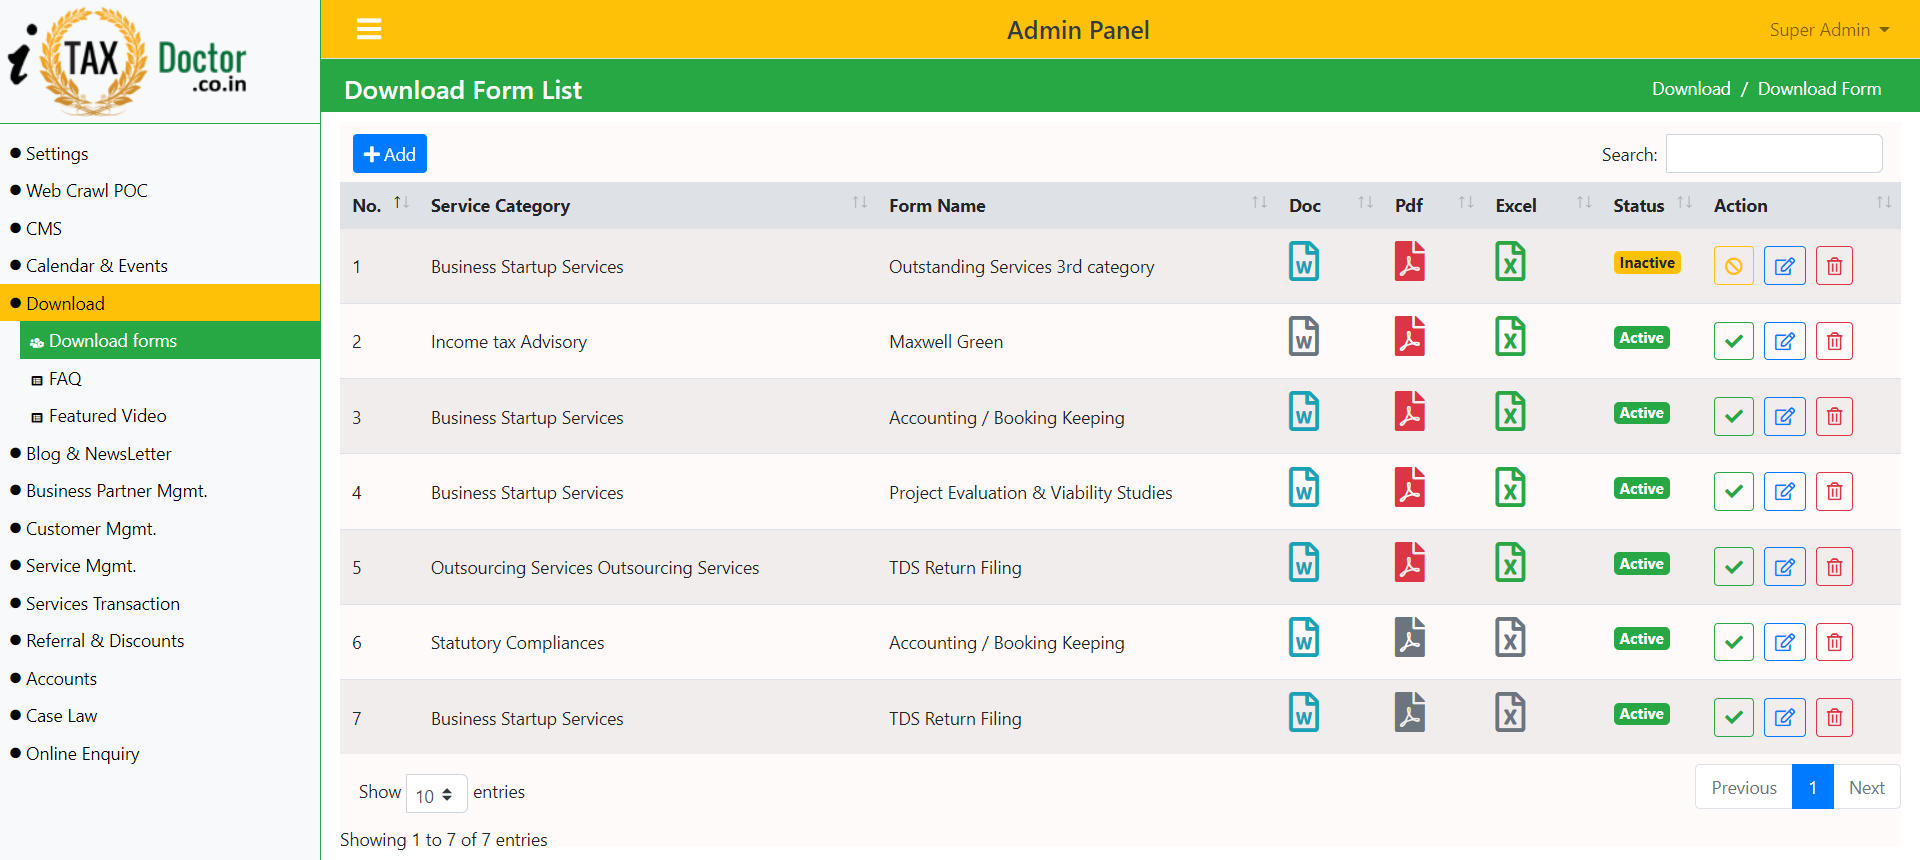 i TAX Doctor
.co.in
Admin Panel
Super Admin
Download Form List
Download / Download Form
Settings
Web Crawl POC
CMS
Calendar & Events
Download
Download forms
FAQ
Featured Video
Blog & NewsLetter
Business Partner Mgmt.
Customer Mgmt.
Service Mgmt.
Services Transaction
Referral & Discounts
Accounts
Case Law
Online Enquiry
Add
Search:
No. Service Category Form Name Doc Pdf Excel Status Action
1 Business Startup Services Outstanding Services 3rd category Inactive
2 Income tax Advisory Maxwell Green Active
3 Business Startup Services Accounting / Booking Keeping Active
4 Business Startup Services Project Evaluation & Viability Studies Active
5 Outsourcing Services Outsourcing Services TDS Return Filing Active
6 Statutory Compliances Accounting / Booking Keeping Active
7 Business Startup Services TDS Return Filing Active
Show 10 entries
Previous 1 Next
Showing 1 to 7 of 7 entries